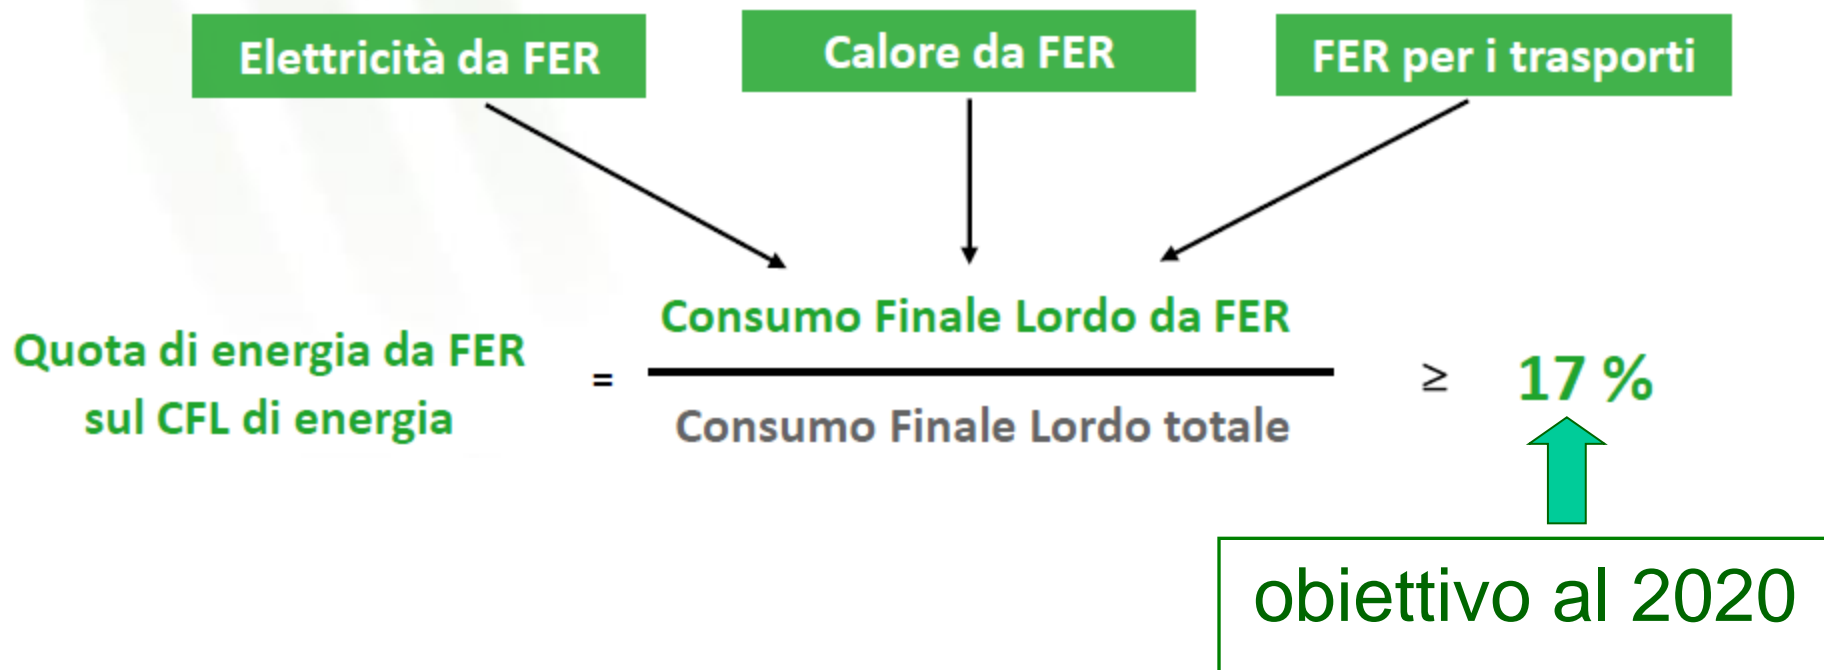 Elettricità da FER
Calore da FER
FER per i trasporti
Quota di energia da FER
sul CFL di energia
=
Consumo Finale Lordo da FER
Consumo Finale Lordo totale
≥
17 %
obiettivo al 2020